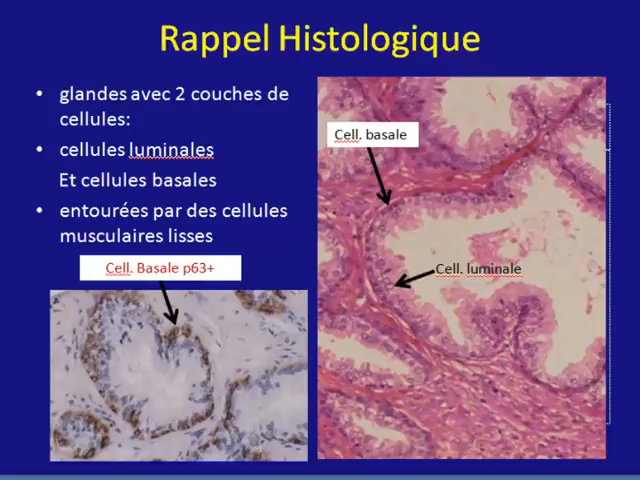 Rappel Histologique
• glandes avec 2 couches de
cellules:
• cellules luminales
Et cellules basales
• entourées par des cellules
musculaires lisses
Cell. Basale p63+
Cell. basale
Cell. luminale